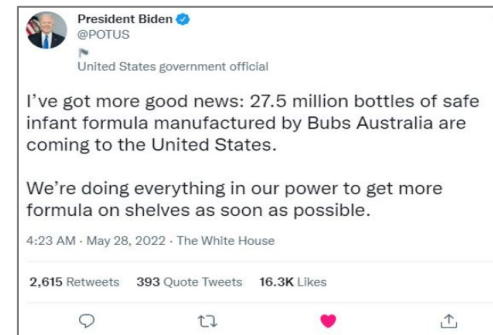 President Biden
@POTUS
United States government official
I've got more good news: 27.5 million bottles of safe
infant formula manufactured by Bubs Australia are
coming to the United States.
We're doing everything in our power to get more
formula on shelves as soon as possible.
4:23 AM · May 28, 2022 · The White House
2,615 Retweets 393 Quote Tweets 16.3K Likes